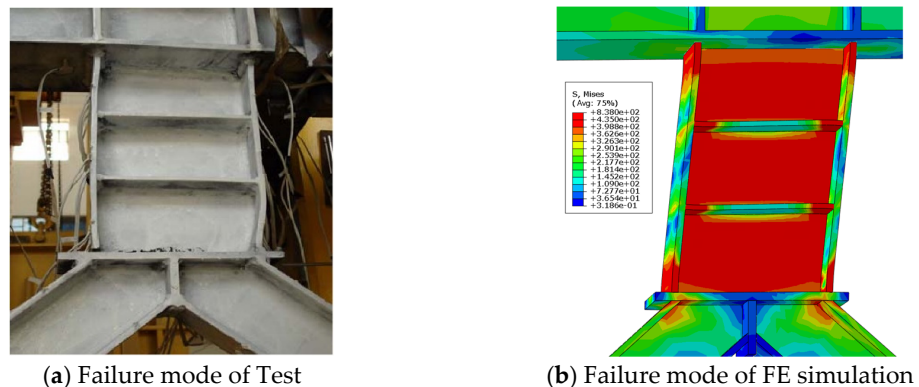 S, Mises
(Avg: 75%)
+8.380e+02
+4.350e+02
+3.988e+02
+3.626e+02
+3.263e+02
+2.901e+02
+2.539e+02
+2.177e+02
+1.814e+02
+1.452e+02
+1.090e+02
+7.277e+01
+3.654e+01
+3.186e-01
(a) Failure mode of Test
(b) Failure mode of FE simulation